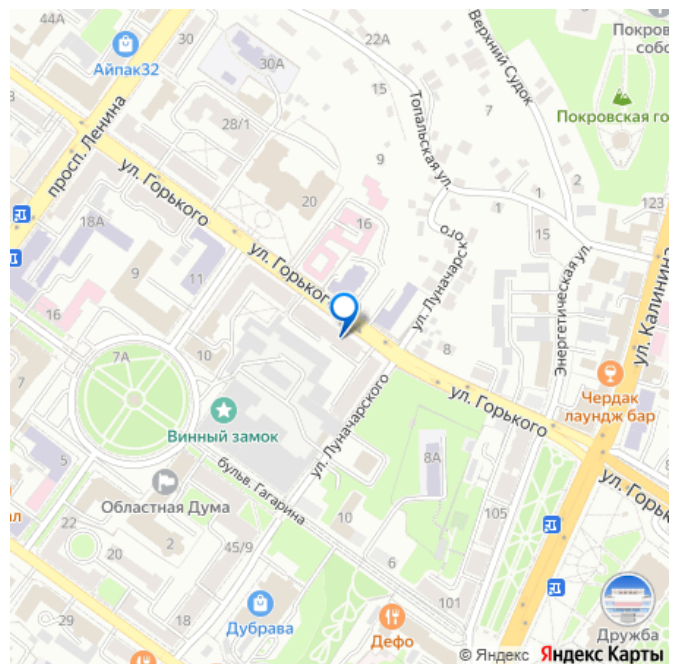 44А
30
22А
Верхний Судок
Покров
собо
Айпак32
30А
15
Топальская ул.
7
Покровская го
28/1
просп. Ленина
ул. Горького
9
20
1
2
1
123
18А
16
15
ул. Горьког
ул. Луначарско
го
Энергетическая ул.
ул. Калинина
9
11
16
10
8
7А
7
ул. Горького
Чердак
лаундж бар
Винный замок
ул. Луначарского
5
бульв. Гагарина
8А
ул. Горьк
Областная Дума
ал
22
10
105
20
2
45/9
6
101
29
18
Дубрава
Дефо
Дружба
© Яндекс Яндекс Карты